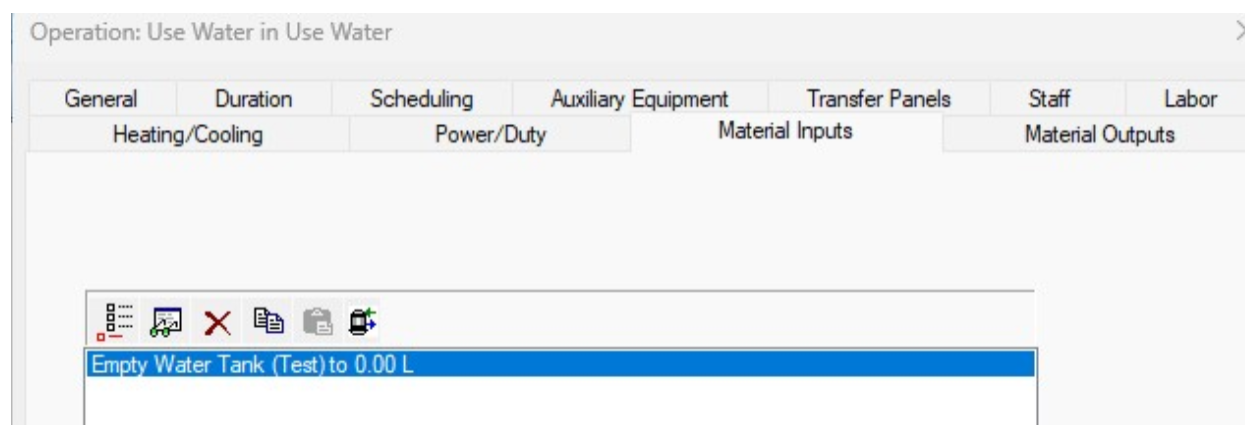 Operation: Use Water in Use Water
General Duration Scheduling Auxiliary Equipment Transfer Panels Staff Labor
Heating/Cooling Power/Duty Material Inputs Material Outputs
Empty Water Tank (Test) to 0.00 L